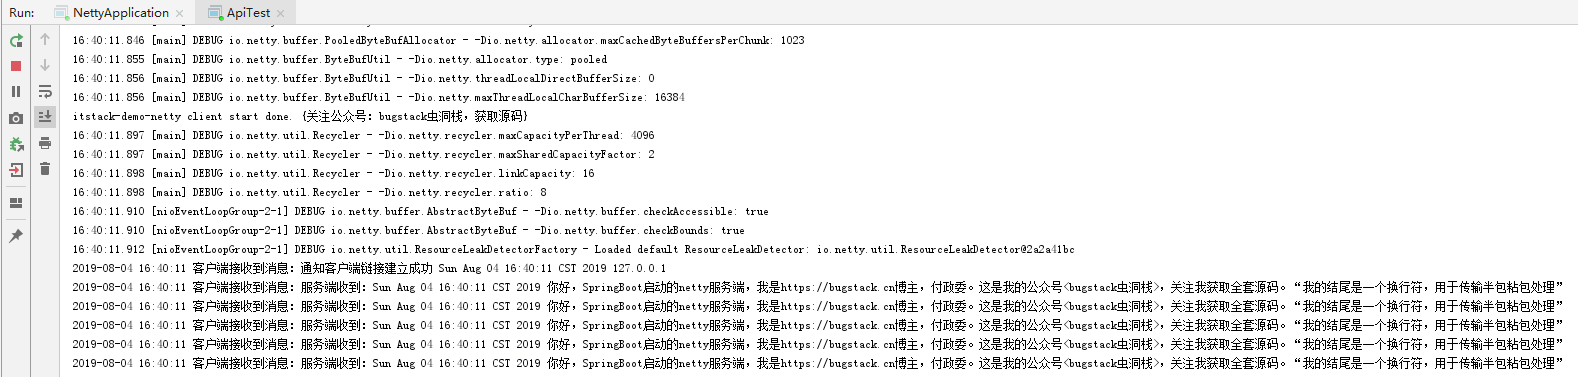 Run: NettyApplication ApiTest
16:40:11.846 [main] DEBUG io.netty.buffer.PooledByteBufAllocator - -Dio.netty.allocator.maxCachedByteBuffersPerChunk: 1023
16:40:11.855 [main] DEBUG io.netty.buffer.ByteBufUtil - -Dio.netty.allocator.type: pooled
16:40:11.856 [main] DEBUG io.netty.buffer.ByteBufUtil - -Dio.netty.threadLocalDirectBufferSize: 0
16:40:11.856 [main] DEBUG io.netty.buffer.ByteBufUtil - -Dio.netty.maxThreadLocalCharBufferSize: 16384
itstack-demo-netty client start done. {关注公众号：bugstack虫洞栈，获取源码}
16:40:11.897 [main] DEBUG io.netty.util.Recycler - -Dio.netty.recycler.maxCapacityPerThread: 4096
16:40:11.897 [main] DEBUG io.netty.util.Recycler - -Dio.netty.recycler.maxSharedCapacityFactor: 2
16:40:11.898 [main] DEBUG io.netty.util.Recycler - -Dio.netty.recycler.linkCapacity: 16
16:40:11.898 [main] DEBUG io.netty.util.Recycler - -Dio.netty.recycler.ratio: 8
16:40:11.910 [nioEventLoopGroup-2-1] DEBUG io.netty.buffer.AbstractByteBuf - -Dio.netty.buffer.checkAccessible: true
16:40:11.910 [nioEventLoopGroup-2-1] DEBUG io.netty.buffer.AbstractByteBuf - -Dio.netty.buffer.checkBounds: true
16:40:11.912 [nioEventLoopGroup-2-1] DEBUG io.netty.util.ResourceLeakDetectorFactory - Loaded default ResourceLeakDetector: io.netty.util.ResourceLeakDetector@2a2a41bc
2019-08-04 16:40:11 客户端接收到消息：通知客户端链接建立成功 Sun Aug 04 16:40:11 CST 2019 127.0.0.1
2019-08-04 16:40:11 客户端接收到消息：服务端收到：Sun Aug 04 16:40:11 CST 2019 你好，SpringBoot启动的netty服务端，我是https://bugstack.cn博主，付政委。这是我的公众号<bugstack虫洞栈>，关注我获取全套源码。“我的结尾是一个换行符，用于传输半包粘包处理”
2019-08-04 16:40:11 客户端接收到消息：服务端收到：Sun Aug 04 16:40:11 CST 2019 你好，SpringBoot启动的netty服务端，我是https://bugstack.cn博主，付政委。这是我的公众号<bugstack虫洞栈>，关注我获取全套源码。“我的结尾是一个换行符，用于传输半包粘包处理”
2019-08-04 16:40:11 客户端接收到消息：服务端收到：Sun Aug 04 16:40:11 CST 2019 你好，SpringBoot启动的netty服务端，我是https://bugstack.cn博主，付政委。这是我的公众号<bugstack虫洞栈>，关注我获取全套源码。“我的结尾是一个换行符，用于传输半包粘包处理”
2019-08-04 16:40:11 客户端接收到消息：服务端收到：Sun Aug 04 16:40:11 CST 2019 你好，SpringBoot启动的netty服务端，我是https://bugstack.cn博主，付政委。这是我的公众号<bugstack虫洞栈>，关注我获取全套源码。“我的结尾是一个换行符，用于传输半包粘包处理”
2019-08-04 16:40:11 客户端接收到消息：服务端收到：Sun Aug 04 16:40:11 CST 2019 你好，SpringBoot启动的netty服务端，我是https://bugstack.cn博主，付政委。这是我的公众号<bugstack虫洞栈>，关注我获取全套源码。“我的结尾是一个换行符，用于传输半包粘包处理”